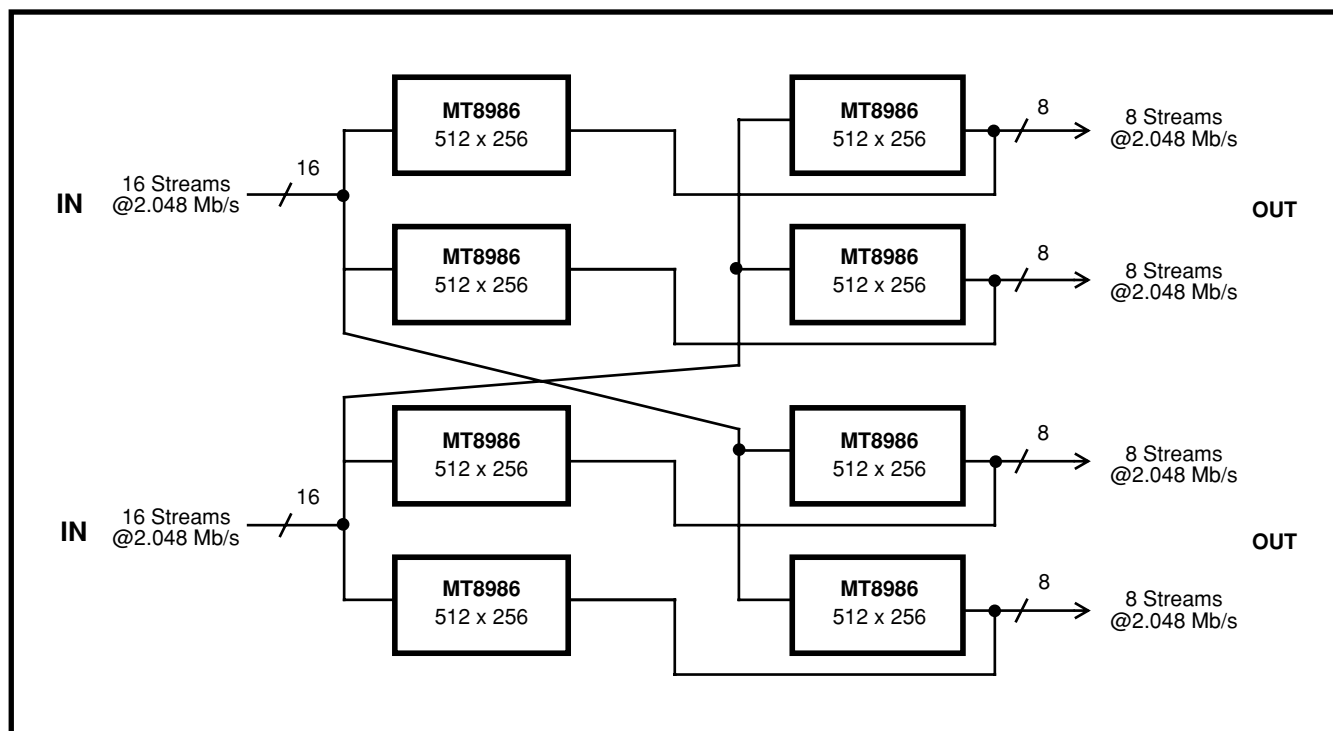 MT8986
512 x 256
MT8986
512 x 256
8
8 Streams
@2.048 Mb/s
16
16 Streams
@2.048 Mb/s
IN
OUT
MT8986
512 x 256
MT8986
512 x 256
8
8 Streams
@2.048 Mb/s
MT8986
512 x 256
MT8986
512 x 256
8
8 Streams
@2.048 Mb/s
16
16 Streams
@2.048 Mb/s
IN
OUT
MT8986
512 x 256
MT8986
512 x 256
8
8 Streams
@2.048 Mb/s